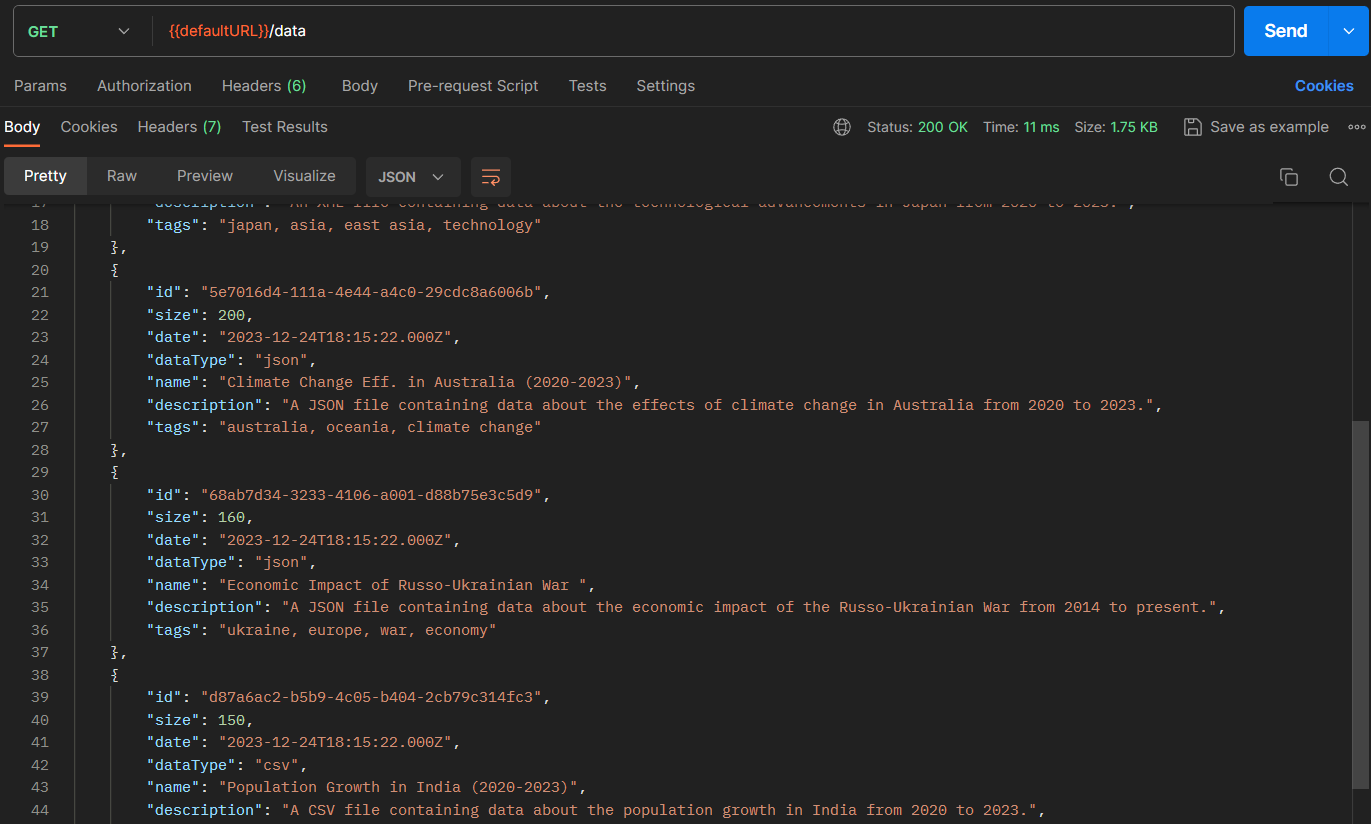 GET {{defaultURL}}/data Send
Params Authorization Headers (6) Body Pre-request Script Tests Settings Cookies
Body Cookies Headers (7) Test Results Status: 200 OK Time: 11 ms Size: 1.75 KB Save as example
Pretty Raw Preview Visualize JSON
17 "description": "An XML file containing data about the technological advancements in Japan from 2020 to 2023.",
18 "tags": "japan, asia, east asia, technology"
19 },
20 {
21 "id": "5e7016d4-111a-4e44-a4c0-29cdc8a6006b",
22 "size": 200,
23 "date": "2023-12-24T18:15:22.000Z",
24 "dataType": "json",
25 "name": "Climate Change Eff. in Australia (2020-2023)",
26 "description": "A JSON file containing data about the effects of climate change in Australia from 2020 to 2023.",
27 "tags": "australia, oceania, climate change"
28 },
29 {
30 "id": "68ab7d34-3233-4106-a001-d88b75e3c5d9",
31 "size": 160,
32 "date": "2023-12-24T18:15:22.000Z",
33 "dataType": "json",
34 "name": "Economic Impact of Russo-Ukrainian War ",
35 "description": "A JSON file containing data about the economic impact of the Russo-Ukrainian War from 2014 to present.",
36 "tags": "ukraine, europe, war, economy"
37 },
38 {
39 "id": "d87a6ac2-b5b9-4c05-b404-2cb79c314fc3",
40 "size": 150,
41 "date": "2023-12-24T18:15:22.000Z",
42 "dataType": "csv",
43 "name": "Population Growth in India (2020-2023)",
44 "description": "A CSV file containing data about the population growth in India from 2020 to 2023.",